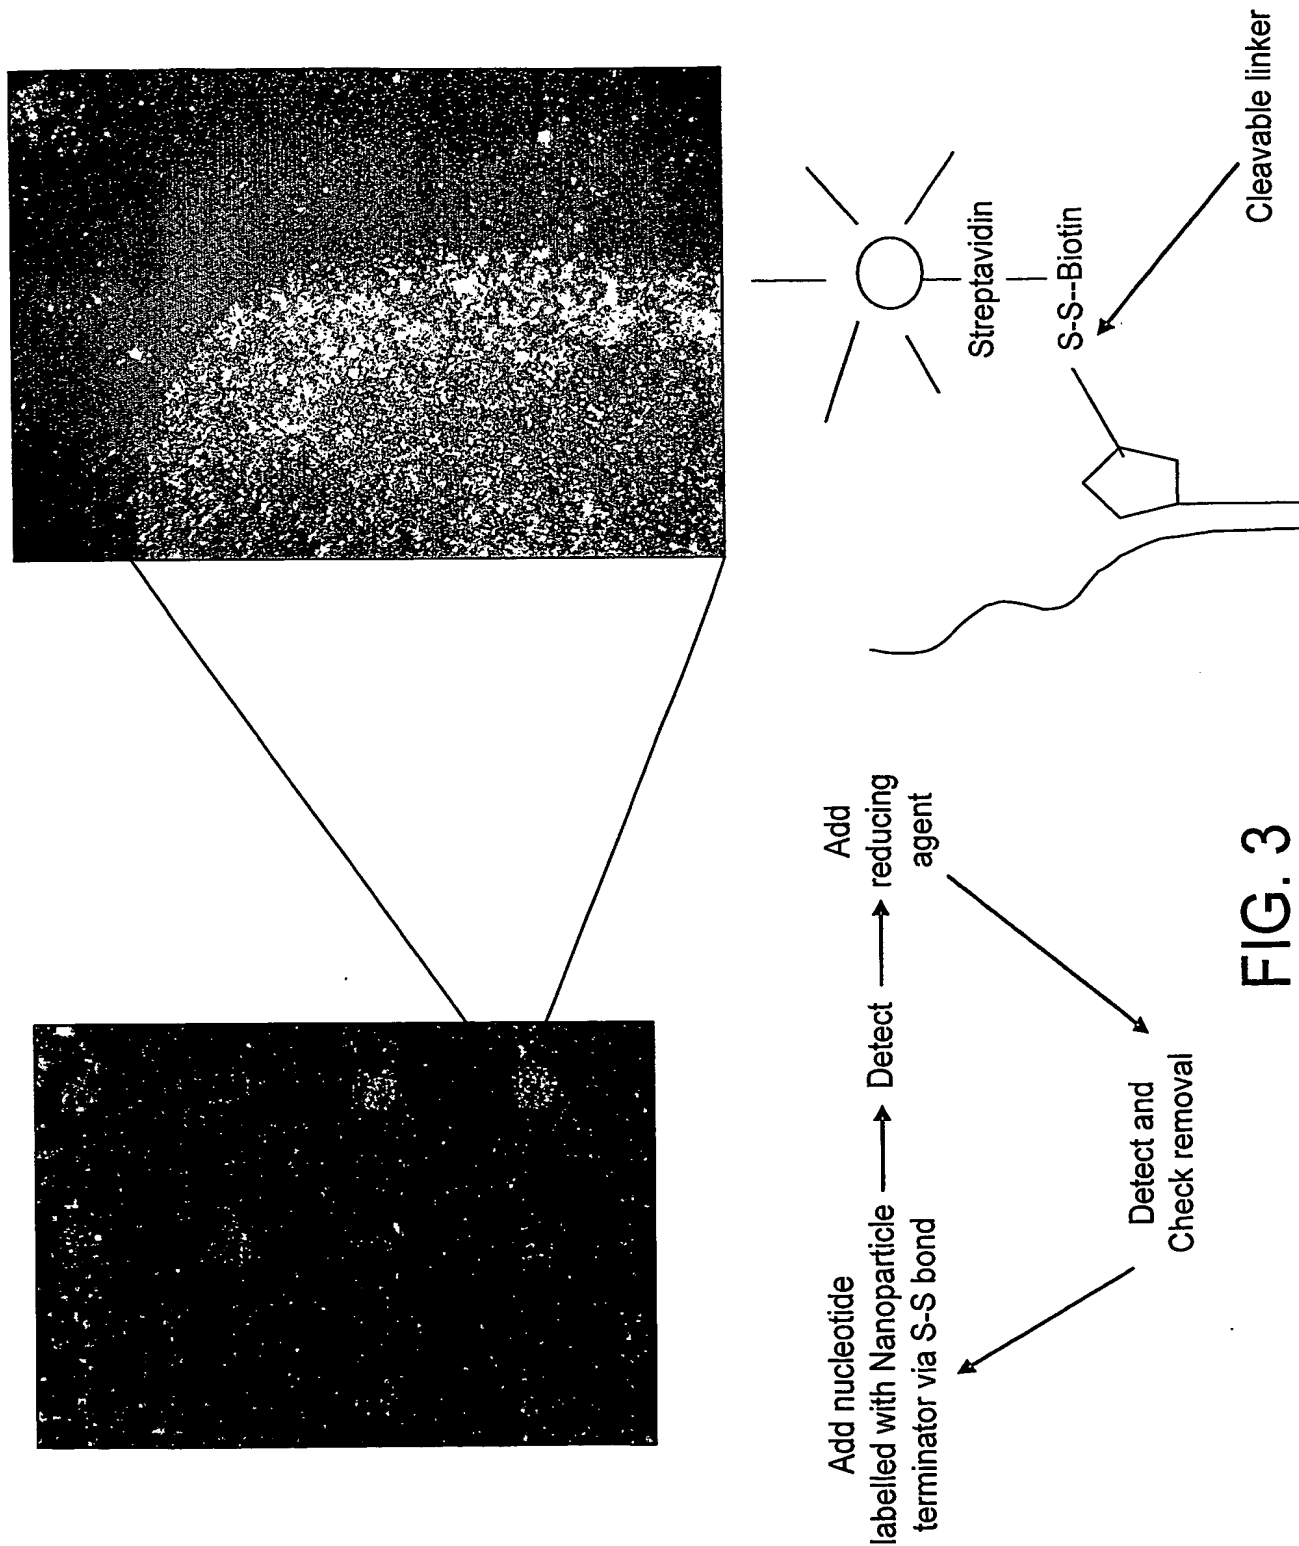 Add nucleotide
labelled with Nanoparticle
terminator via S-S bond
Detect
Add
reducing
agent
Detect and
Check removal
Streptavidin
S-S--Biotin
Cleavable linker
FIG. 3